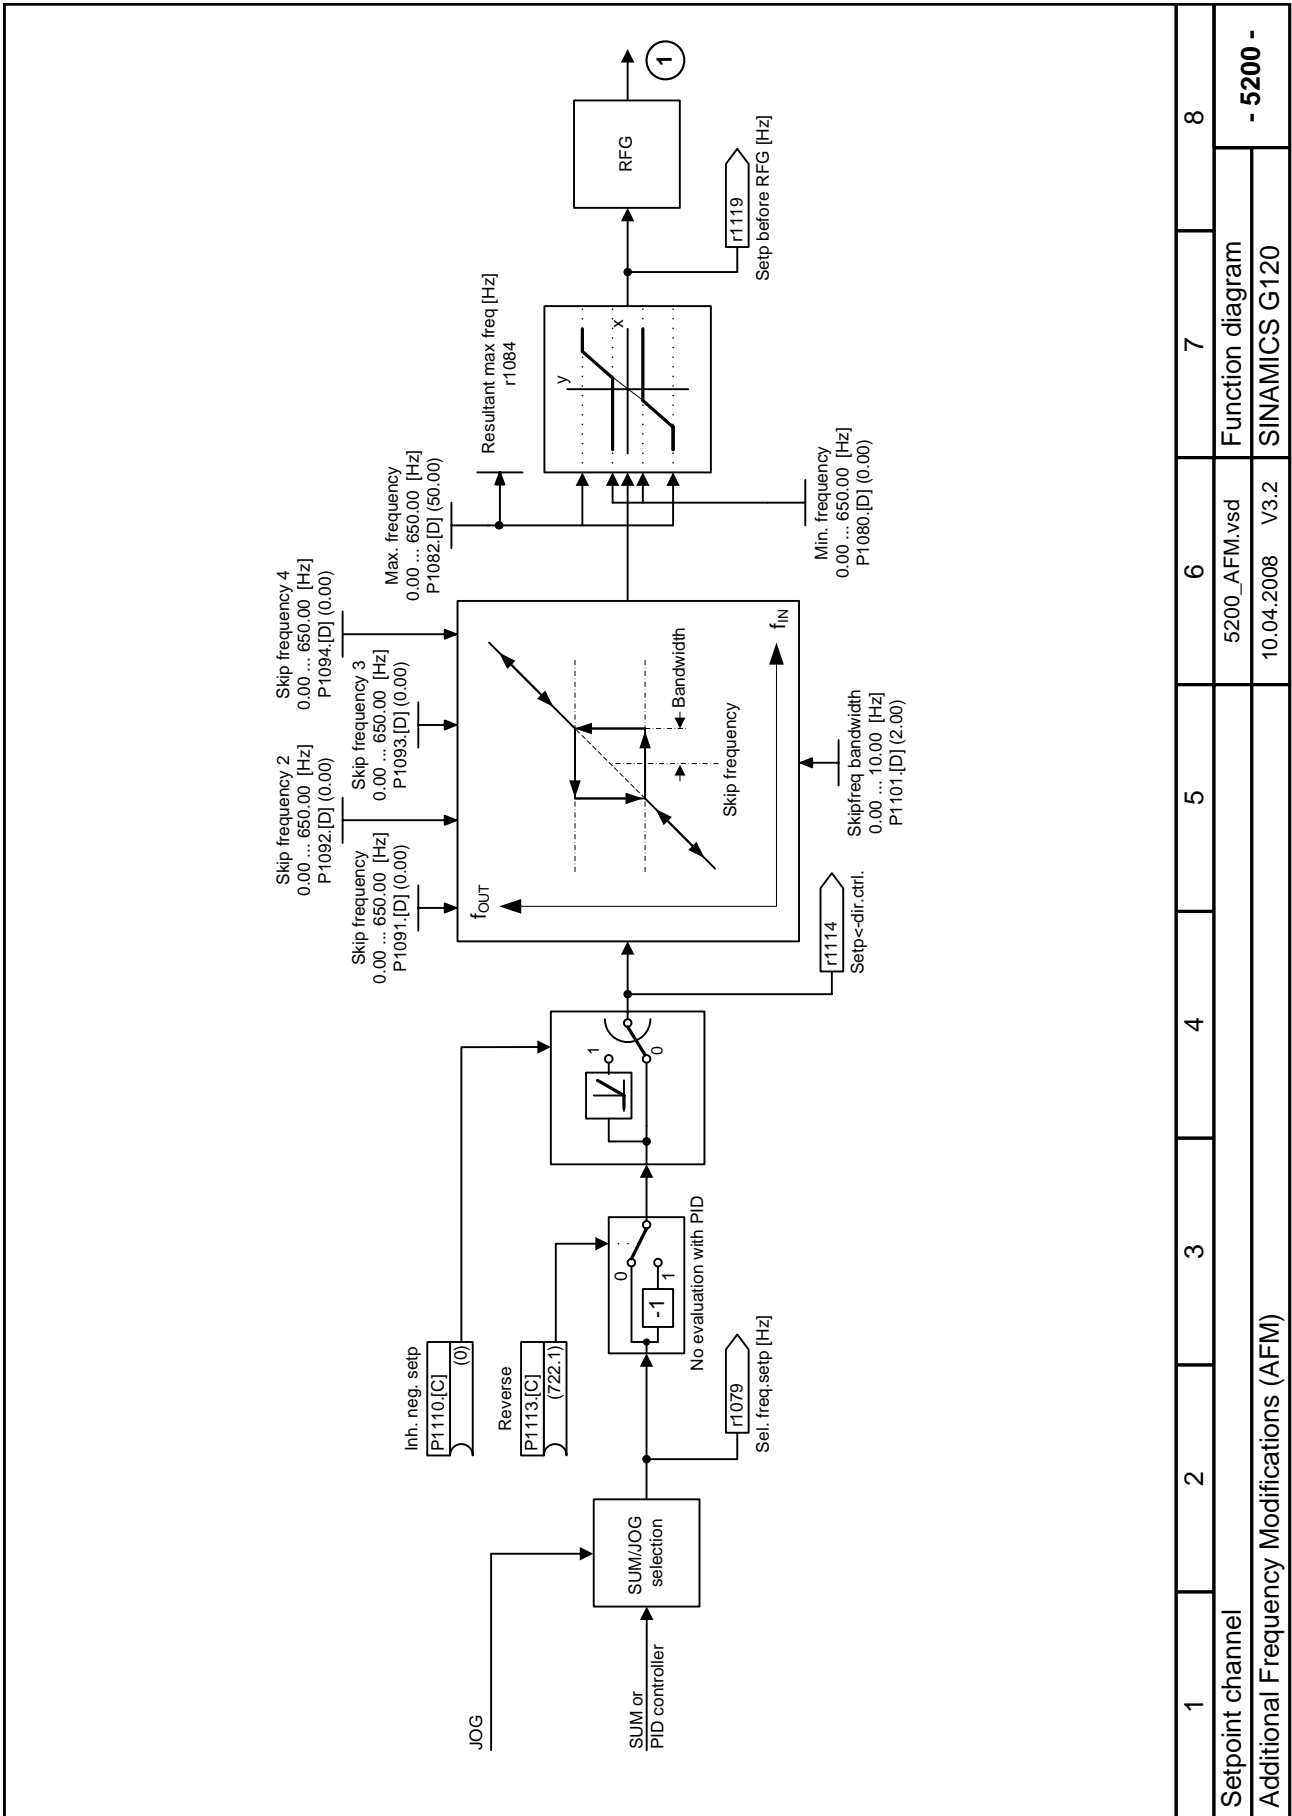 JOG
SUM or
PID controller
SUM/JOG
selection
r1079
Sel. freq.setp [Hz]
Inh. neg. setp
P1110.[C]
(0)
Reverse
P1113.[C]
(722.1)
0
1
-1
No evaluation with PID
1
0
r1114
Setp<-dir.ctrl.
Skip frequency
0.00 ... 650.00 [Hz]
P1091.[D] (0.00)
Skip frequency 2
0.00 ... 650.00 [Hz]
P1092.[D] (0.00)
Skip frequency 3
0.00 ... 650.00 [Hz]
P1093.[D] (0.00)
Skip frequency 4
0.00 ... 650.00 [Hz]
P1094.[D] (0.00)
fOUT
fIN
Bandwidth
Skip frequency
Skipfreq bandwidth
0.00 ... 10.00 [Hz]
P1101.[D] (2.00)
Max. frequency
0.00 ... 650.00 [Hz]
P1082.[D] (50.00)
Resultant max freq [Hz]
r1084
Min. frequency
0.00 ... 650.00 [Hz]
P1080.[D] (0.00)
y
x
r1119
Setp before RFG [Hz]
RFG
1
1 2 3 4 5 6 7 8
Setpoint channel
5200_AFM.vsd
Function diagram
- 5200 -
Additional Frequency Modifications (AFM)
10.04.2008 V3.2
SINAMICS G120